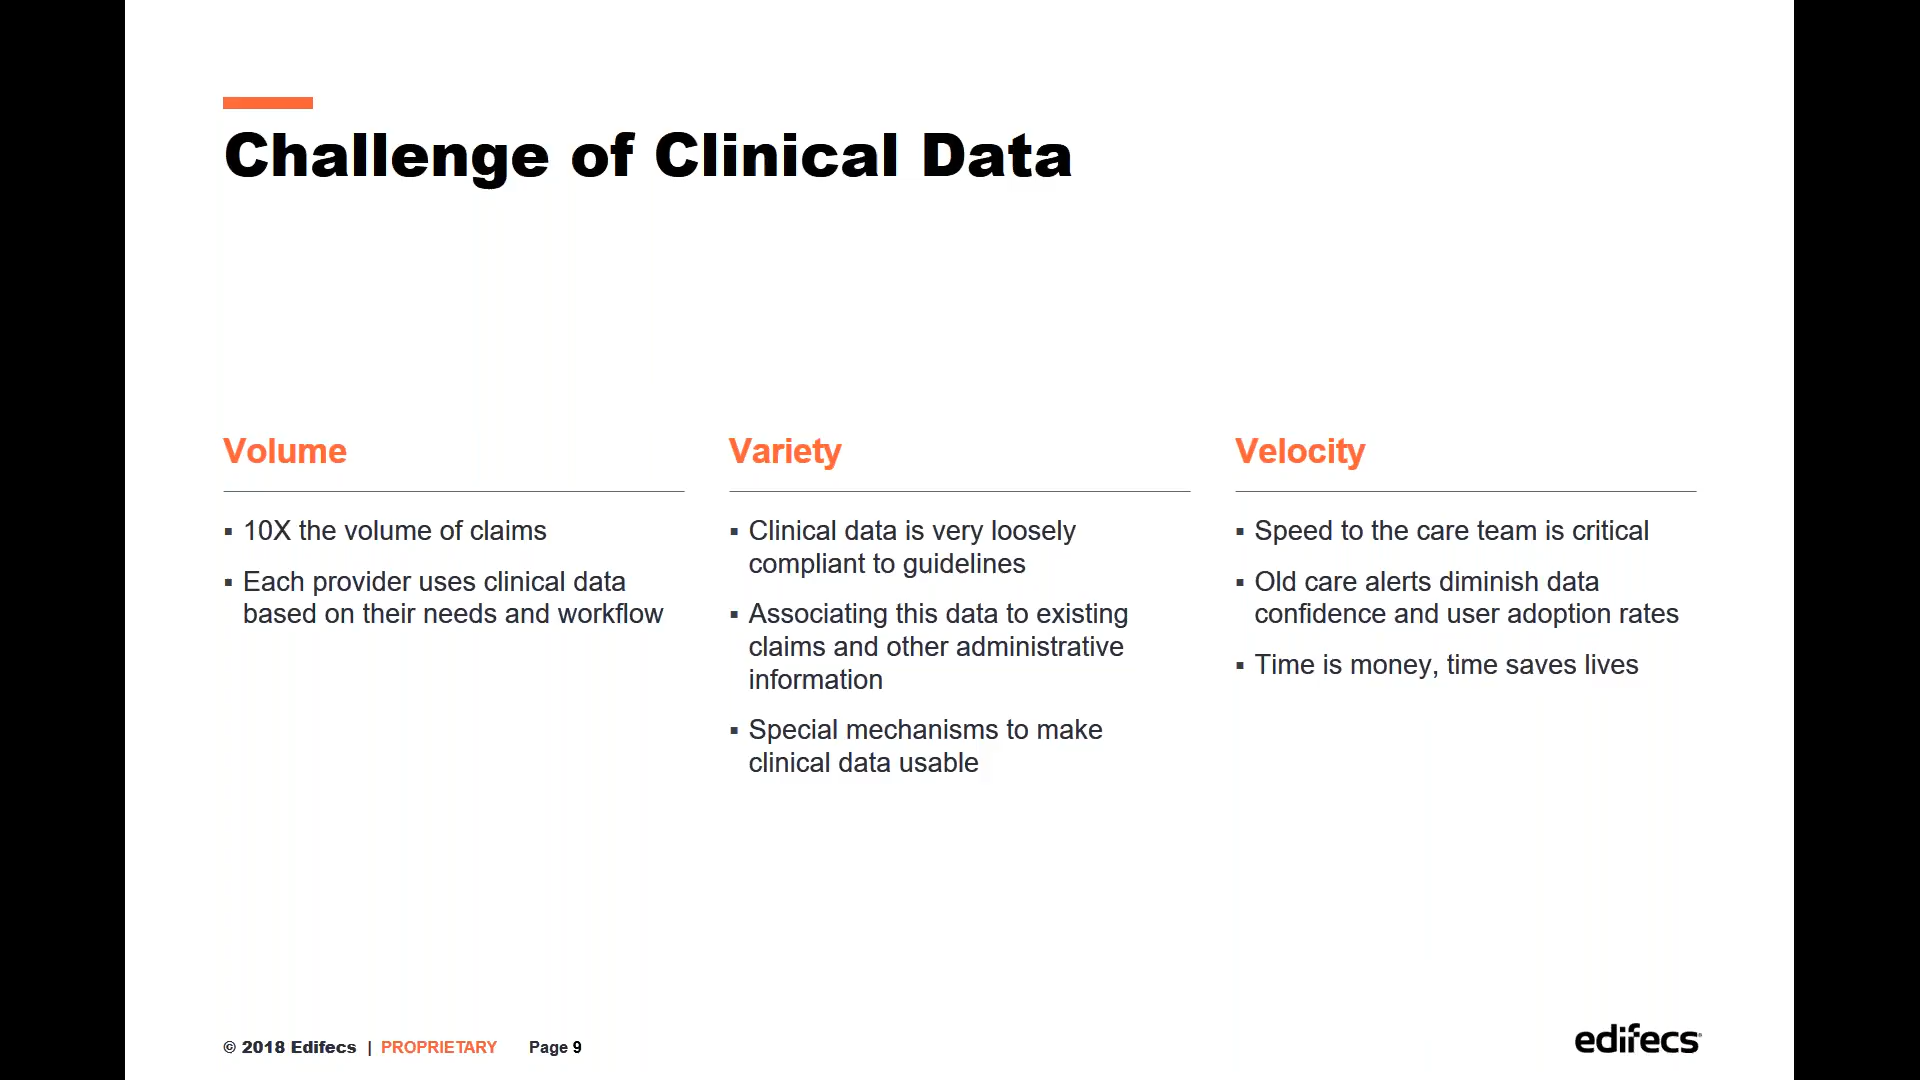 Challenge of Clinical Data
Volume
▪ 10X the volume of claims
▪ Each provider uses clinical data
based on their needs and workflow
Variety
▪ Clinical data is very loosely
compliant to guidelines
▪ Associating this data to existing
claims and other administrative
information
▪ Special mechanisms to make
clinical data usable
Velocity
▪ Speed to the care team is critical
▪ Old care alerts diminish data
confidence and user adoption rates
▪ Time is money, time saves lives
© 2018 Edifecs | PROPRIETARY Page 9
edifecs